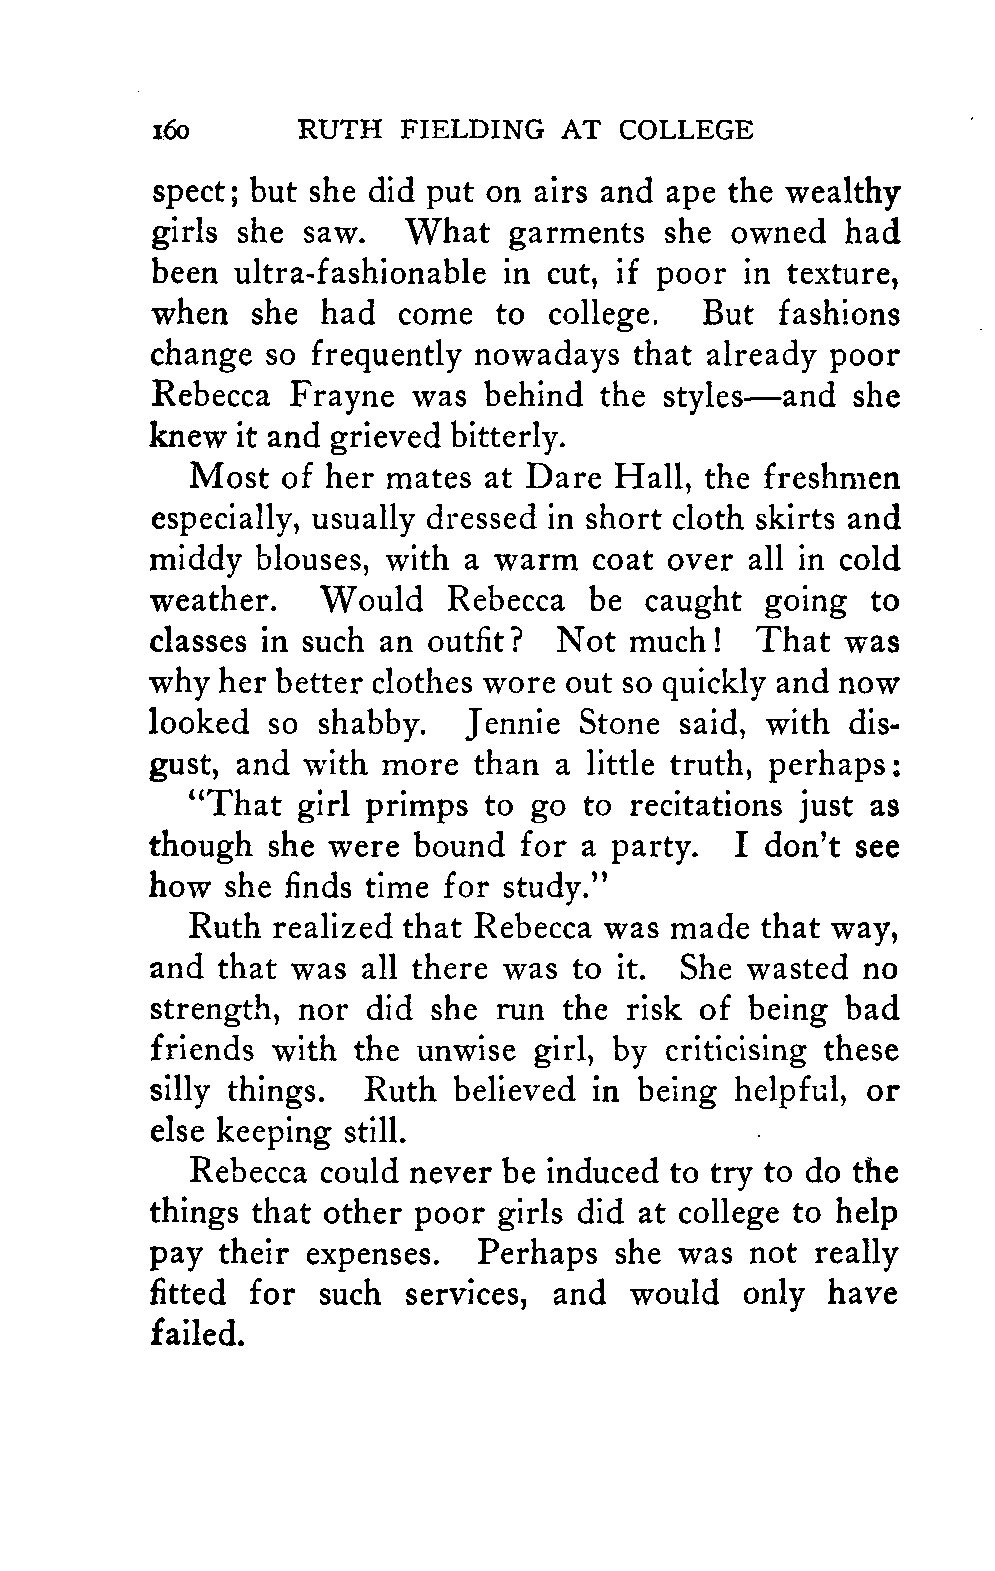 160 RUTH FIELDING AT COLLEGE
spect; but she did put on airs and ape the wealthy
girls she saw. What garments she owned had
been ultra-fashionable in cut, if poor in texture,
when she had come to college. But fashions
change so frequently nowadays that already poor
Rebecca Frayne was behind the styles—and she
knew it and grieved bitterly.
Most of her mates at Dare Hall, the freshmen
especially, usually dressed in short cloth skirts and
middy blouses, with a warm coat over all in cold
weather. Would Rebecca be caught going to
classes in such an outfit? Not much! That was
why her better clothes wore out so quickly and now
looked so shabby. Jennie Stone said, with dis-
gust, and with more than a little truth, perhaps:
"That girl primps to go to recitations just as
though she were bound for a party. I don't see
how she finds time for study."
Ruth realized that Rebecca was made that way,
and that was all there was to it. She wasted no
strength, nor did she run the risk of being bad
friends with the unwise girl, by criticising these
silly things. Ruth believed in being helpful, or
else keeping still.
Rebecca could never be induced to try to do the
things that other poor girls did at college to help
pay their expenses. Perhaps she was not really
fitted for such services, and would only have
failed.